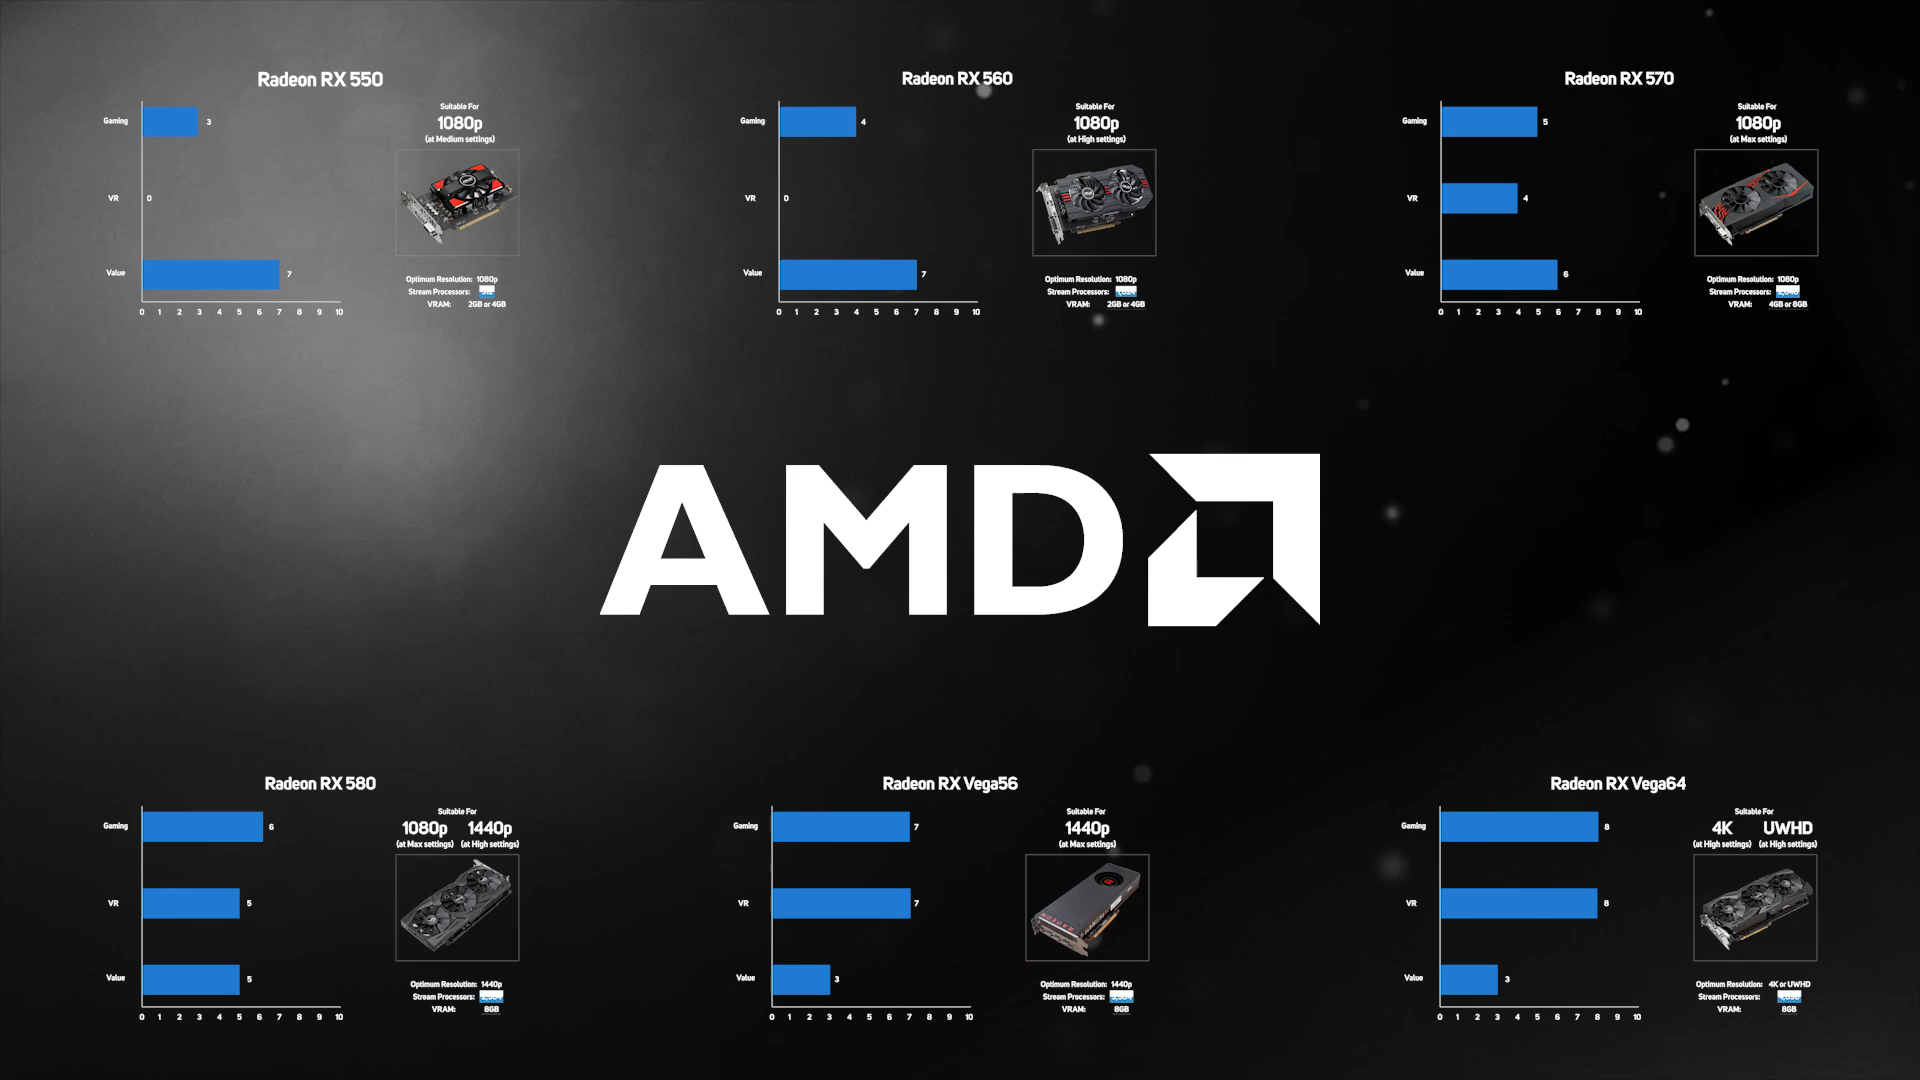 Radeon RX 550
Suitable For
1080p
(at Medium settings)
Gaming 3
VR 0
Value 7
0 1 2 3 4 5 6 7 8 9 10
Optimum Resolution: 1080p
Stream Processors:
VRAM: 2GB or 4GB
Radeon RX 560
Suitable For
1080p
(at High settings)
Gaming 4
VR 0
Value 7
0 1 2 3 4 5 6 7 8 9 10
Optimum Resolution: 1080p
Stream Processors:
VRAM: 2GB or 4GB
Radeon RX 570
Suitable For
1080p
(at Max settings)
Gaming 5
VR 4
Value 6
0 1 2 3 4 5 6 7 8 9 10
Optimum Resolution: 1080p
Stream Processors:
VRAM: 4GB or 8GB
AMD
Radeon RX 580
Suitable For
1080p 1440p
(at Max settings) (at High settings)
Gaming 6
VR 5
Value 5
0 1 2 3 4 5 6 7 8 9 10
Optimum Resolution: 1440p
Stream Processors:
VRAM: 8GB
Radeon RX Vega56
Suitable For
1440p
(at Max settings)
Gaming 7
VR 7
Value 3
0 1 2 3 4 5 6 7 8 9 10
Optimum Resolution: 1440p
Stream Processors:
VRAM: 8GB
Radeon RX Vega64
Suitable For
4K UWHD
(at High settings) (at High settings)
Gaming 8
VR 8
Value 3
0 1 2 3 4 5 6 7 8 9 10
Optimum Resolution: 4K or UWHD
Stream Processors:
VRAM: 8GB